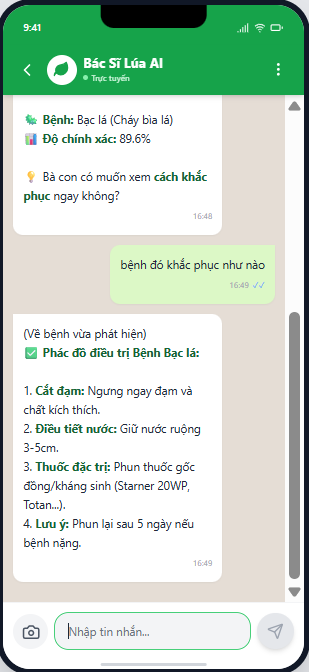 9:41
Bác Sĩ Lúa AI
Trực tuyến
🦠 Bệnh: Bạc lá (Cháy bìa lá)
📊 Độ chính xác: 89.6%
💡 Bà con có muốn xem cách khắc
phục ngay không?
16:48
bệnh đó khắc phục như nào
16:49
(Về bệnh vừa phát hiện)
✅ Phác đồ điều trị Bệnh Bạc lá:
1. Cắt đạm: Ngưng ngay đạm và
chất kích thích.
2. Điều tiết nước: Giữ nước ruộng
3-5cm.
3. Thuốc đặc trị: Phun thuốc gốc
đồng/kháng sinh (Starner 20WP,
Totan...).
4. Lưu ý: Phun lại sau 5 ngày nếu
bệnh nặng.
16:49
Nhập tin nhắn...